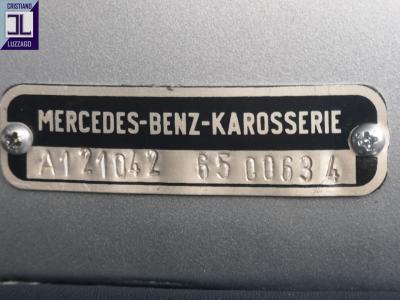 CRISTIANO
LUZZAGO
MERCEDES-BENZ-KAROSSERIE
A121042 6500634